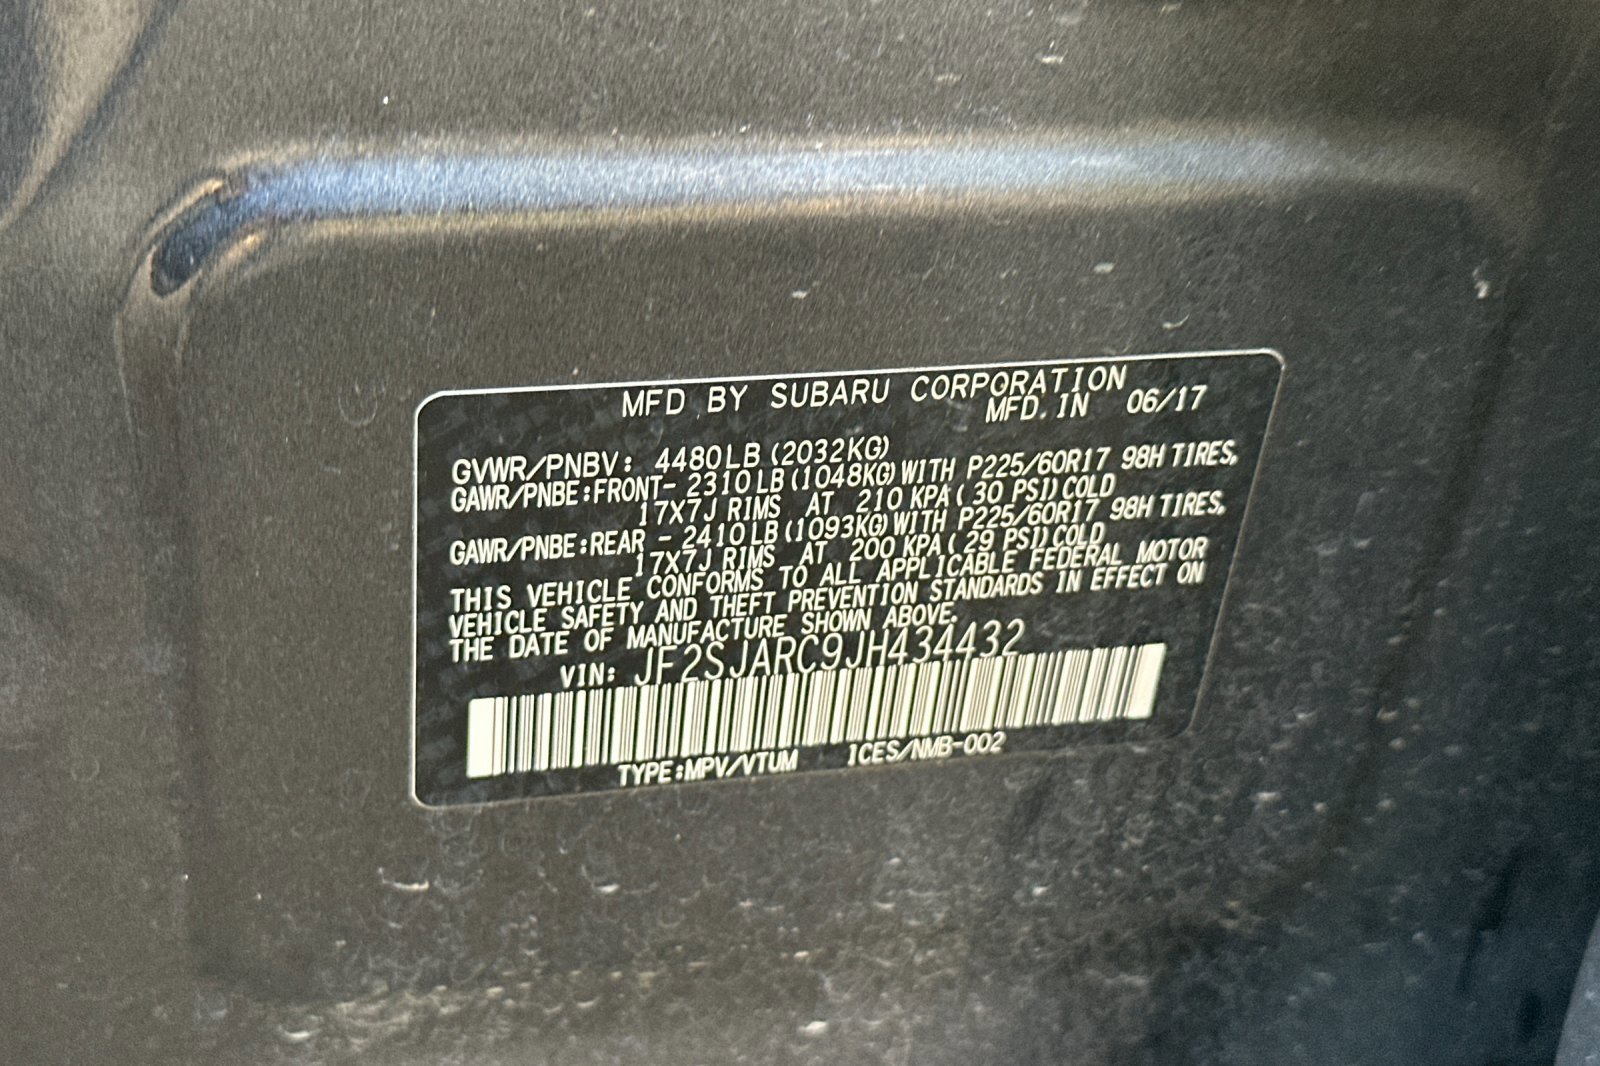 MFD BY SUBARU CORPORATION
MFD. IN 06/17
GVWR/PNBV: 4480LB (2032KG)
GAWR/PNBE:FRONT- 2310LB (1048KG) WITH P225/60R17 98H TIRES,
17X7J RIMS AT 210 KPA ( 30 PSI) COLD
GAWR/PNBE:REAR - 2410LB (1093KG) WITH P225/60R17 98H TIRES,
17X7J RIMS AT 200 KPA ( 29 PSI) COLD
THIS VEHICLE CONFORMS TO ALL APPLICABLE FEDERAL MOTOR
VEHICLE SAFETY AND THEFT PREVENTION STANDARDS IN EFFECT ON
THE DATE OF MANUFACTURE SHOWN ABOVE.
VIN: JF2SJARC9JH434432
TYPE:MPV/VTUM ICES/NMB-002